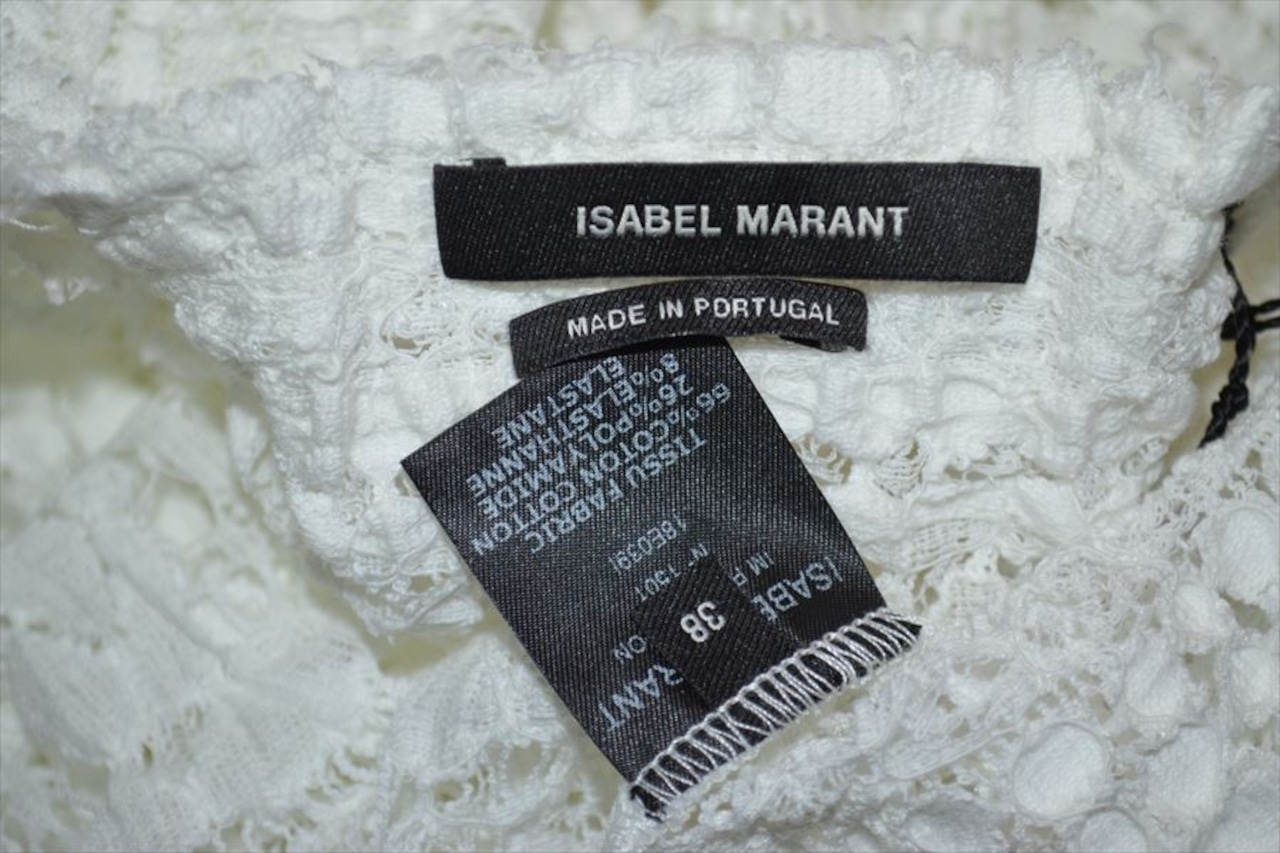 ISABEL MARANT
MADE IN PORTUGAL
TISSU FABRIC
66% COTON COTTON
26% POLYAMIDE
8% ELASTHANNE
ELASTANE
38